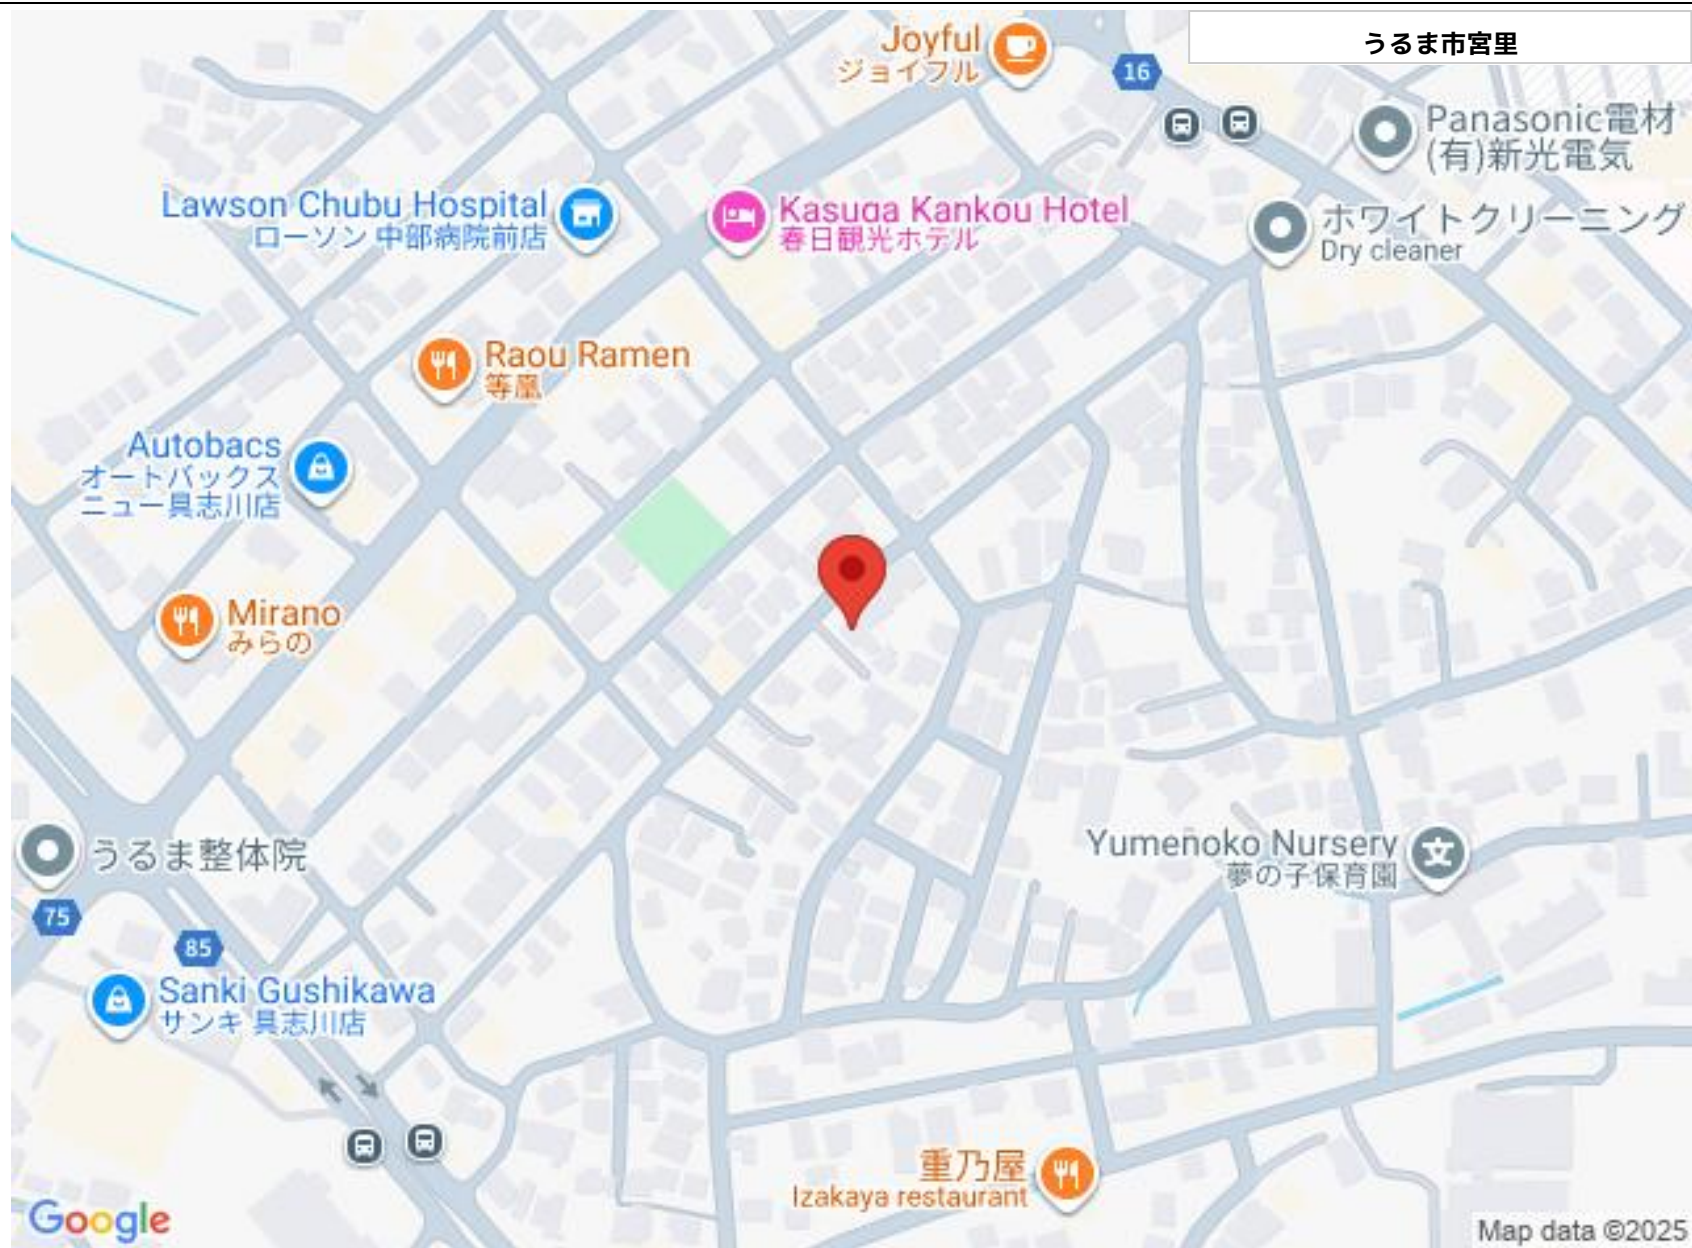 うるま市宮里
Joyful
ジョイフル
16
Panasonic電材
(有)新光電気
Lawson Chubu Hospital
ローソン 中部病院前店
Kasuga Kankou Hotel
春日観光ホテル
ホワイトクリーニング
Dry cleaner
Raou Ramen
等凰
Autobacs
オートバックス
ニュー具志川店
Mirano
みらの
うるま整体院
Yumenoko Nursery
夢の子保育園
75
85
Sanki Gushikawa
サンキ 具志川店
重乃屋
Izakaya restaurant
Google
Map data ©2025